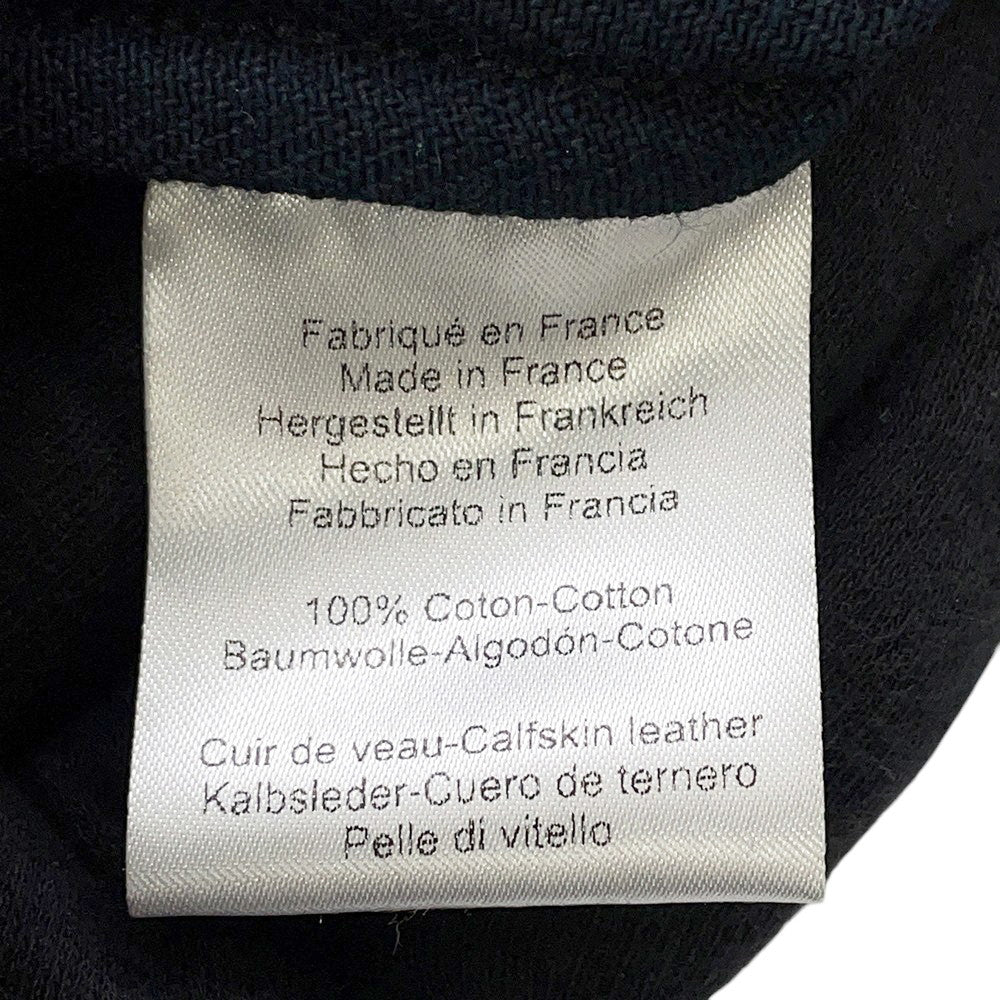 Fabriqué en France
Made in France
Hergestellt in Frankreich
Hecho en Francia
Fabbricato in Francia
100% Coton-Cotton
Baumwolle-Algodón-Cotone
Cuir de veau-Calfskin leather
Kalbsleder-Cuero de ternero
Pelle di vitello